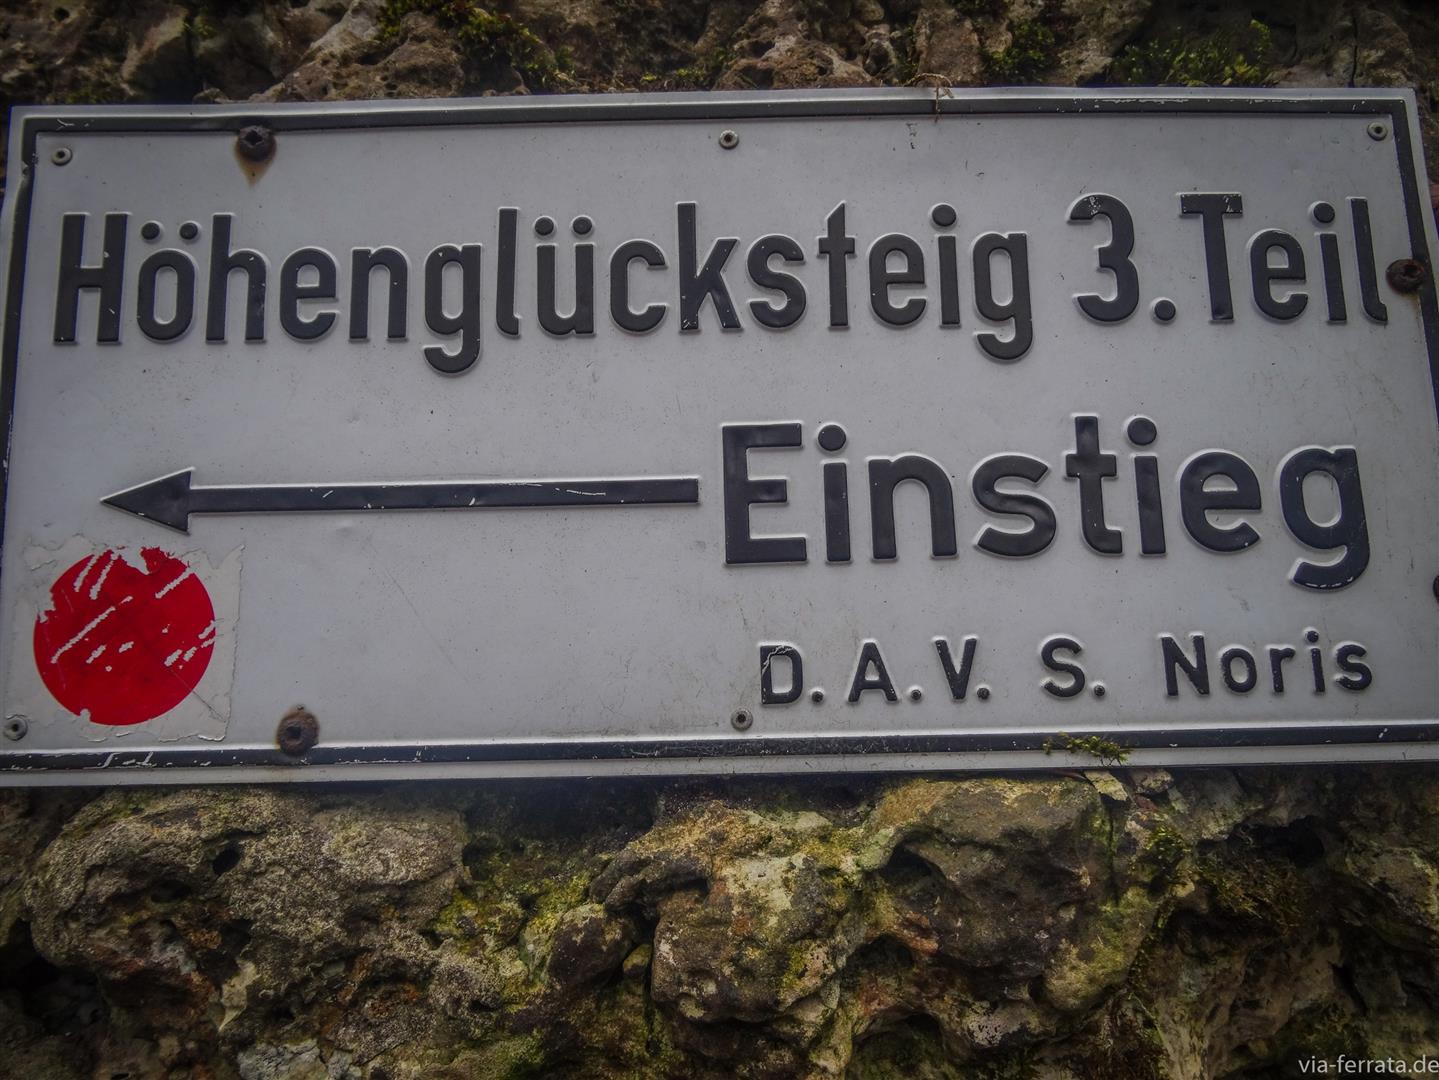 Höhenglücksteig 3. Teil
Einstieg
D.A.V. S. Noris
via-ferrata.de